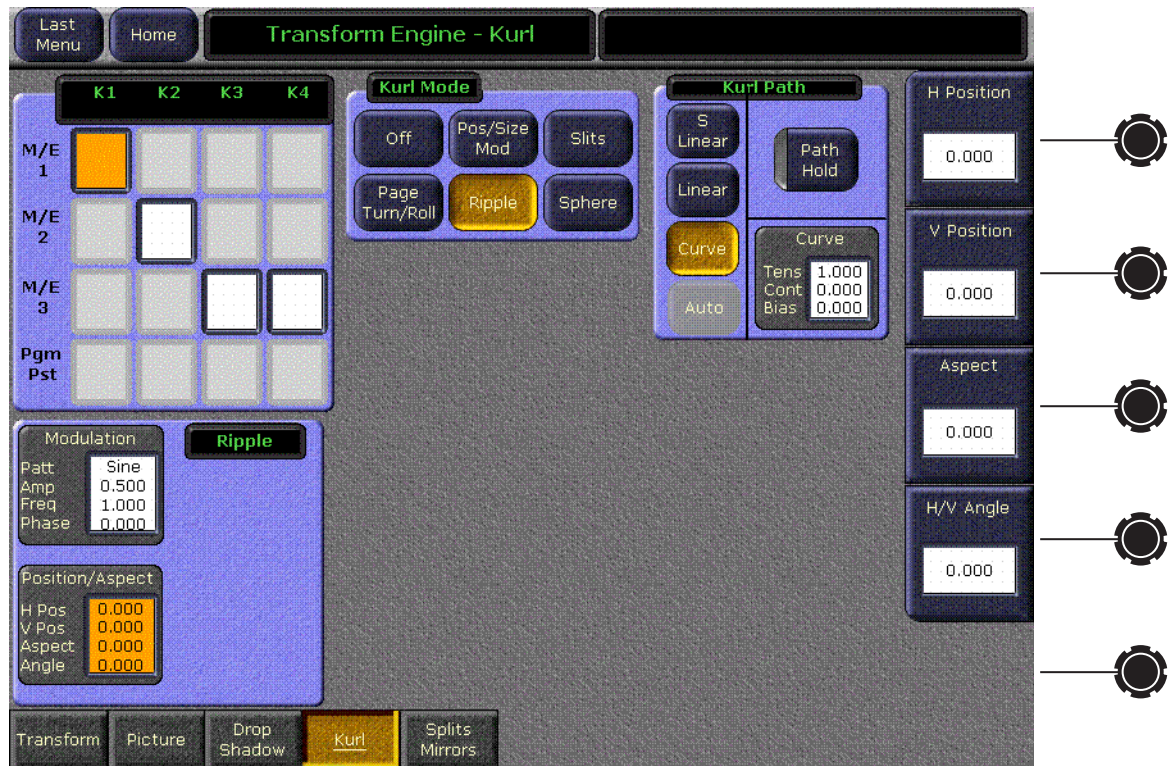 Last
Menu
Home
Transform Engine - Kurl
K1 K2 K3 K4
M/E
1
M/E
2
M/E
3
Pgm
Pst
Kurl Mode
Off
Pos/Size
Mod
Slits
Page
Turn/Roll
Ripple
Sphere
Kurl Path
S
Linear
Linear
Curve
Auto
Path
Hold
Curve
Tens 1.000
Cont 0.000
Bias 0.000
H Position
0.000
V Position
0.000
Aspect
0.000
H/V Angle
0.000
Modulation
Patt Sine
Amp 0.500
Freq 1.000
Phase 0.000
Ripple
Position/Aspect
H Pos 0.000
V Pos 0.000
Aspect 0.000
Angle 0.000
Transform
Picture
Drop
Shadow
Kurl
Splits
Mirrors